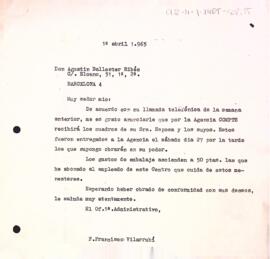 1º abril 1.965
Don Agustín Ballester Ribés
C/. Elcano, 51, 1º, 2ª.
BARCELONA 4
Muy señor mío:
De acuerdo con su llamada telefónica de la semana
anterior, me es grato anunciarle que por la Agencia COMPTE
recibirá los cuadros de su Sra. Esposa y los suyos. Estos
fueron entregados a la Agencia el sábado día 27 por la tarde
los que supongo obrarán en su poder.
Los gastos de embalaje ascienden a 50 ptas. las que
he abonado al empleado de este Centro que cuida de estos me-
nesteres.
Esperando haber obrado de conformidad con sus deseos,
le saluda muy atentamente.
El Of.1º.Administrativo,
F.Francisco Vilarrubí